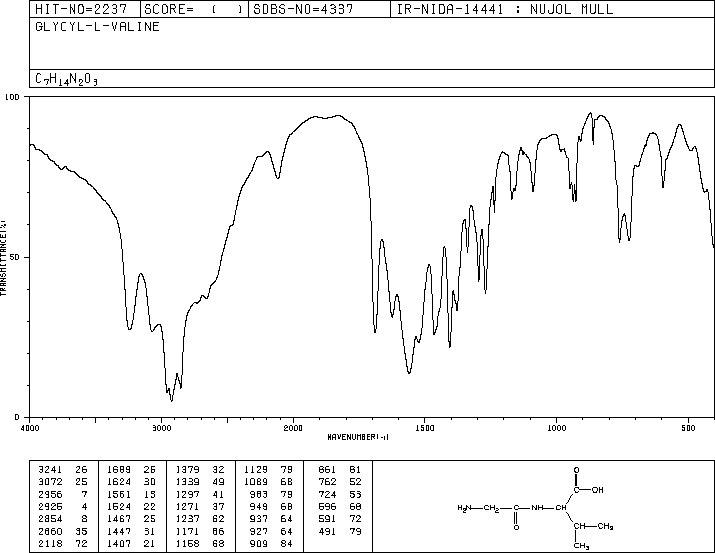 HIT-NO=2237 SCORE= ( ) SDBS-NO=4337 IR-NIDA-14441 : NUJOL MULL
GLYCYL-L-VALINE
C7H14N2O3
100
50
0
TRANSMITTANCE(%)
4000 3000 2000 1500 1000 500
WAVENUMBER(-1)
3241 26 1689 26 1379 32 1129 79 861 81
3072 25 1624 30 1339 49 1089 68 762 52
2956 7 1561 13 1297 41 983 79 724 53
2925 4 1524 22 1271 37 949 68 596 68
2854 8 1467 25 1237 62 937 64 591 72
2660 35 1447 31 1171 66 927 64 491 79
2118 72 1407 21 1158 68 909 84
O
C—OH
H2N—CH2—C—NH—CH
O
CH—CH3
CH3